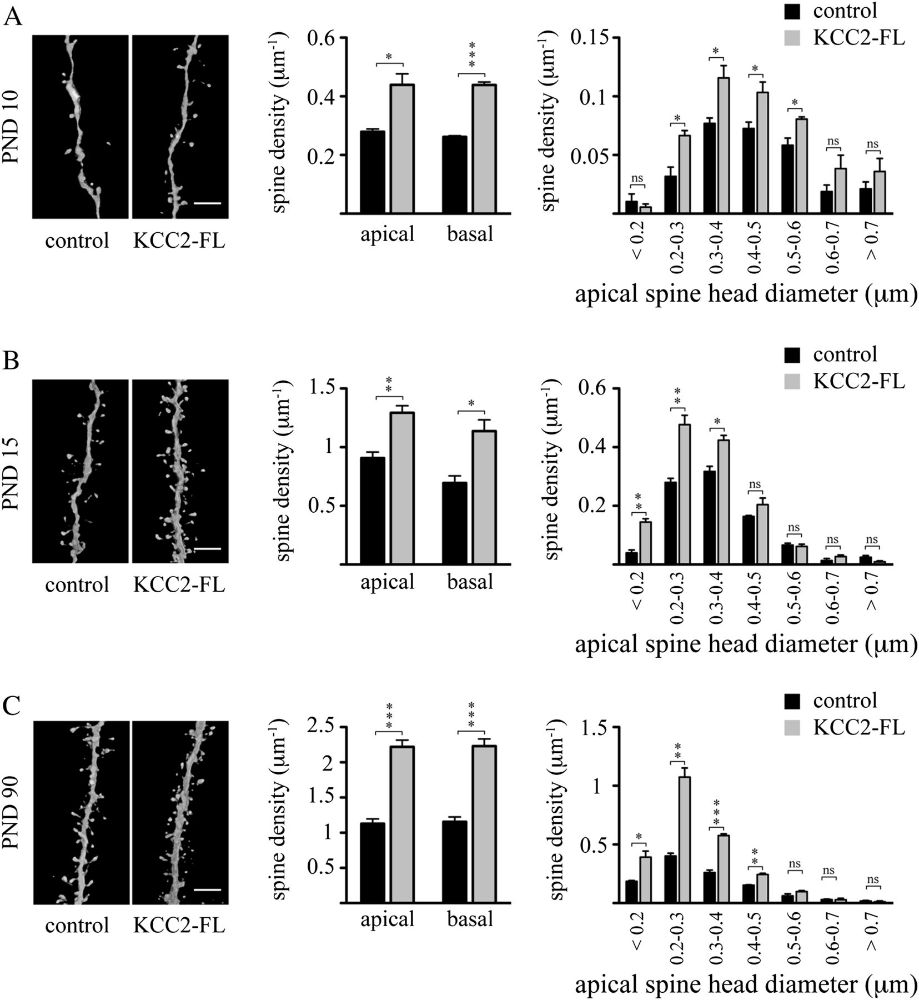 A
control
KCC2-FL
PND 10
control
KCC2-FL
spine density (μm⁻¹)
0.6
0.4
0.2
*
***
apical
basal
spine density (μm⁻¹)
0.15
0.1
0.05
ns
*
*
*
*
ns
ns
< 0.2
0.2-0.3
0.3-0.4
0.4-0.5
0.5-0.6
0.6-0.7
> 0.7
apical spine head diameter (μm)
B
control
KCC2-FL
PND 15
control
KCC2-FL
spine density (μm⁻¹)
1.5
1
0.5
**
*
apical
basal
spine density (μm⁻¹)
0.6
0.4
0.2
**
**
*
ns
ns
ns
ns
< 0.2
0.2-0.3
0.3-0.4
0.4-0.5
0.5-0.6
0.6-0.7
> 0.7
apical spine head diameter (μm)
C
control
KCC2-FL
PND 90
control
KCC2-FL
spine density (μm⁻¹)
2.5
2
1.5
1
0.5
***
***
apical
basal
spine density (μm⁻¹)
1.5
1
0.5
*
**
***
**
ns
ns
ns
< 0.2
0.2-0.3
0.3-0.4
0.4-0.5
0.5-0.6
0.6-0.7
> 0.7
apical spine head diameter (μm)